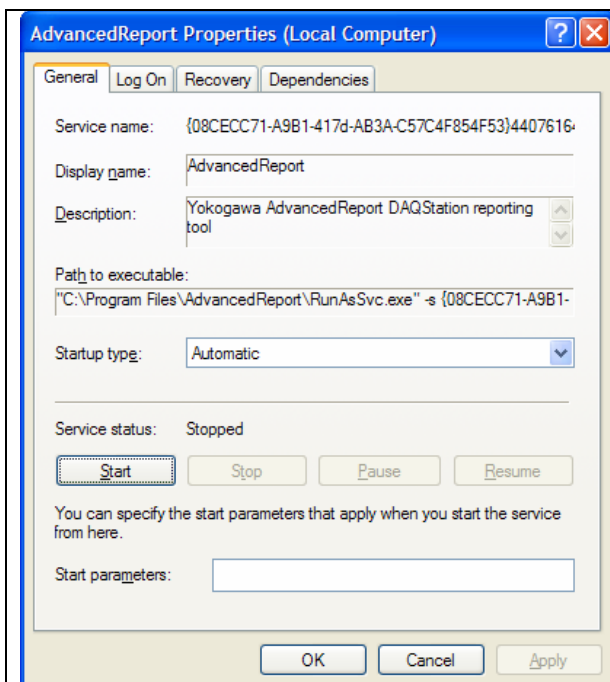 AdvancedReport Properties (Local Computer)
General Log On Recovery Dependencies
Service name: {08CECC71-A9B1-417d-AB3A-C57C4F854F53}44076164
Display name: AdvancedReport
Description: Yokogawa AdvancedReport DAQStation reporting
tool
Path to executable:
"C:\Program Files\AdvancedReport\RunAsSvc.exe" -s {08CECC71-A9B1-
Startup type: Automatic
Service status: Stopped
Start Stop Pause Resume
You can specify the start parameters that apply when you start the service
from here.
Start parameters:
OK Cancel Apply